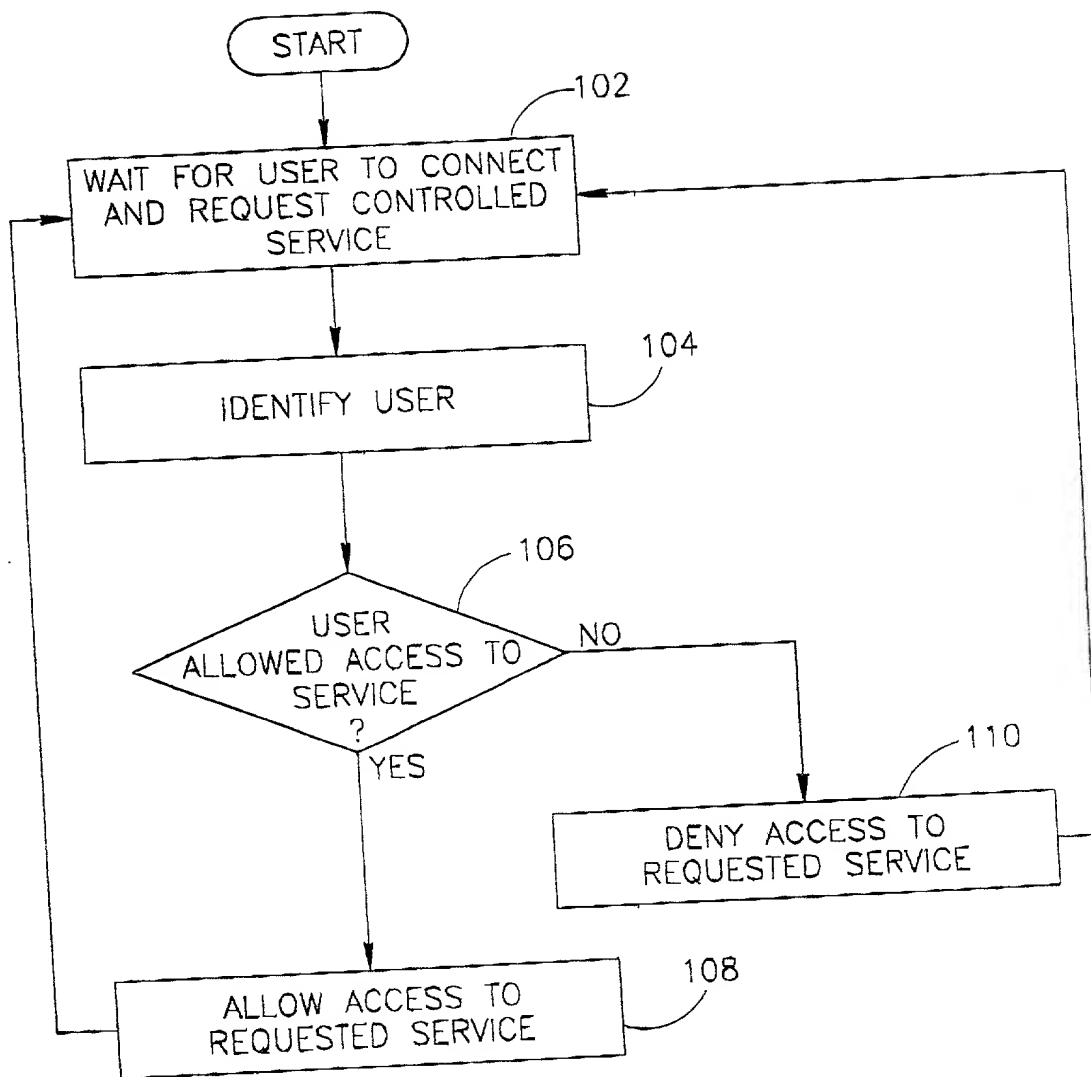 START
102
WAIT FOR USER TO CONNECT
AND REQUEST CONTROLLED
SERVICE
104
IDENTIFY USER
106
USER
ALLOWED ACCESS TO
SERVICE
?
NO
YES
110
DENY ACCESS TO
REQUESTED SERVICE
108
ALLOW ACCESS TO
REQUESTED SERVICE